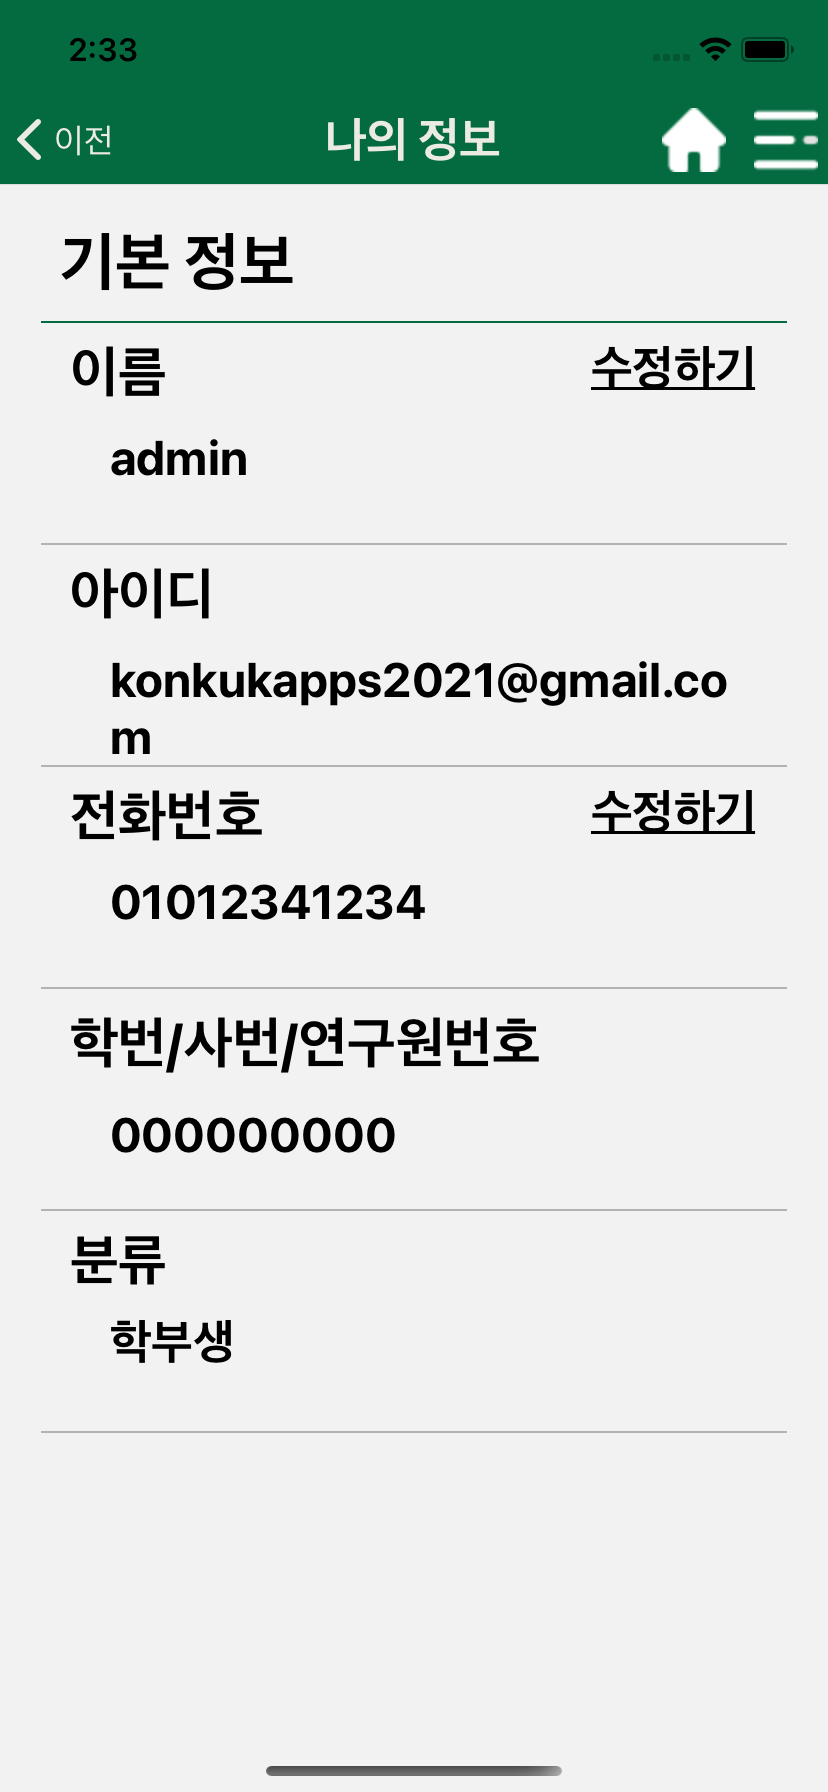 2:33
이전
나의 정보
기본 정보
이름
수정하기
admin
아이디
konkukapps2021@gmail.co
m
전화번호
수정하기
01012341234
학번/사번/연구원번호
000000000
분류
학부생